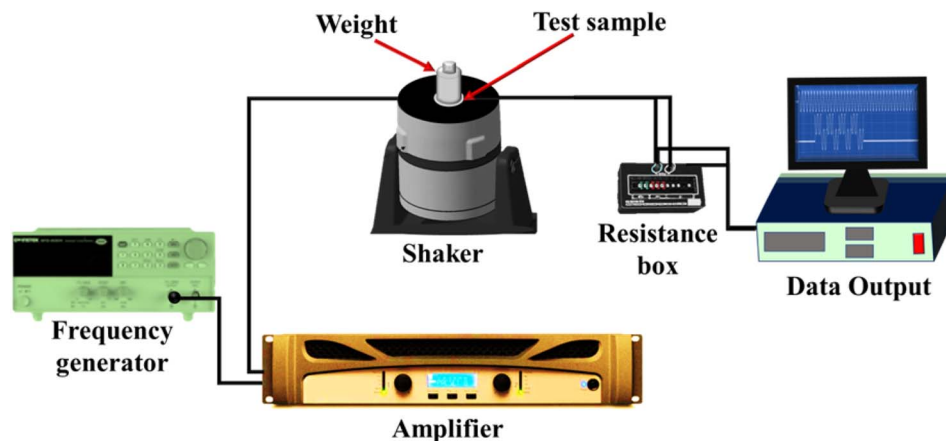 Weight
Test sample
Shaker
Resistance
box
Data Output
Frequency
generator
Amplifier